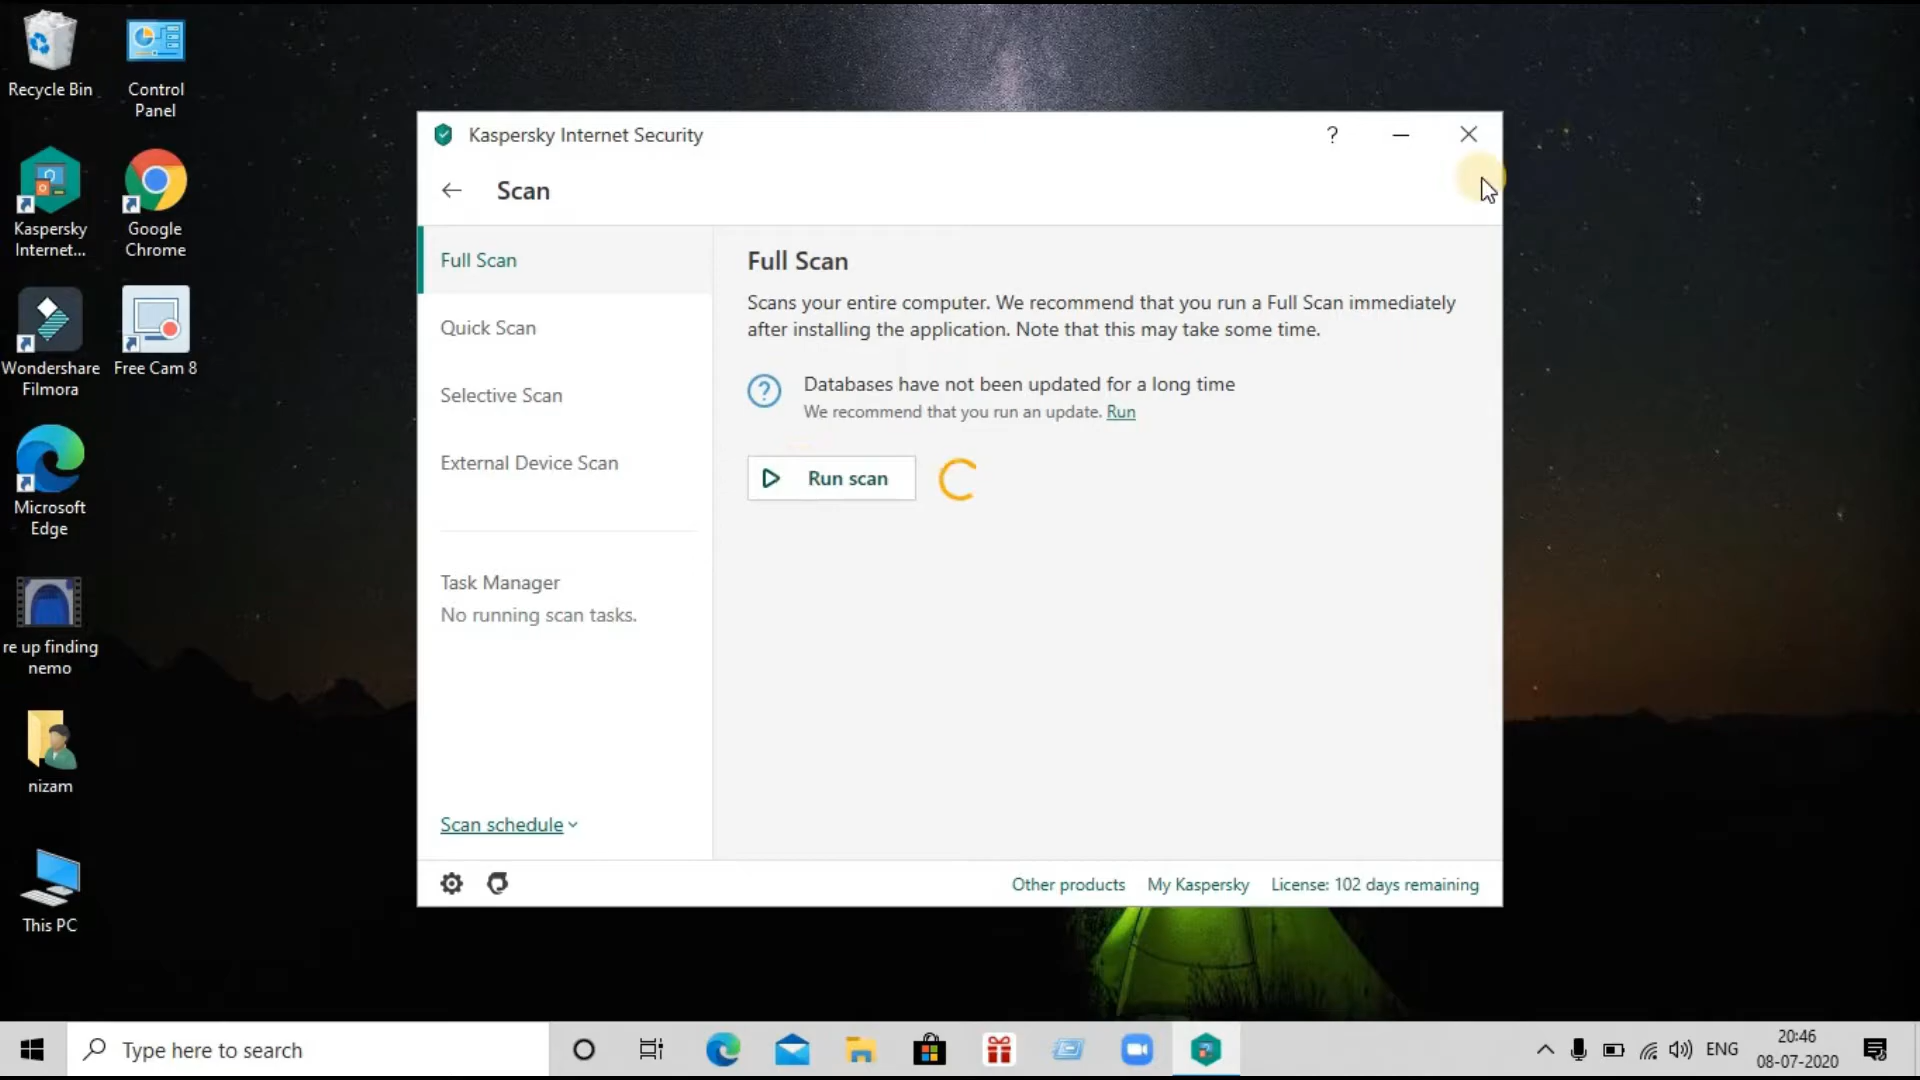 Recycle Bin
Control
Panel
Kaspersky
Internet...
Google
Chrome
Wondershare
Filmora
Free Cam 8
Microsoft
Edge
re up finding
nemo
nizam
This PC
Kaspersky Internet Security
?
Scan
Full Scan
Quick Scan
Selective Scan
External Device Scan
Task Manager
No running scan tasks.
Scan schedule
Full Scan
Scans your entire computer. We recommend that you run a Full Scan immediately
after installing the application. Note that this may take some time.
Databases have not been updated for a long time
We recommend that you run an update. Run
Run scan
Other products My Kaspersky License: 102 days remaining
Type here to search
ENG
20:46
08-07-2020